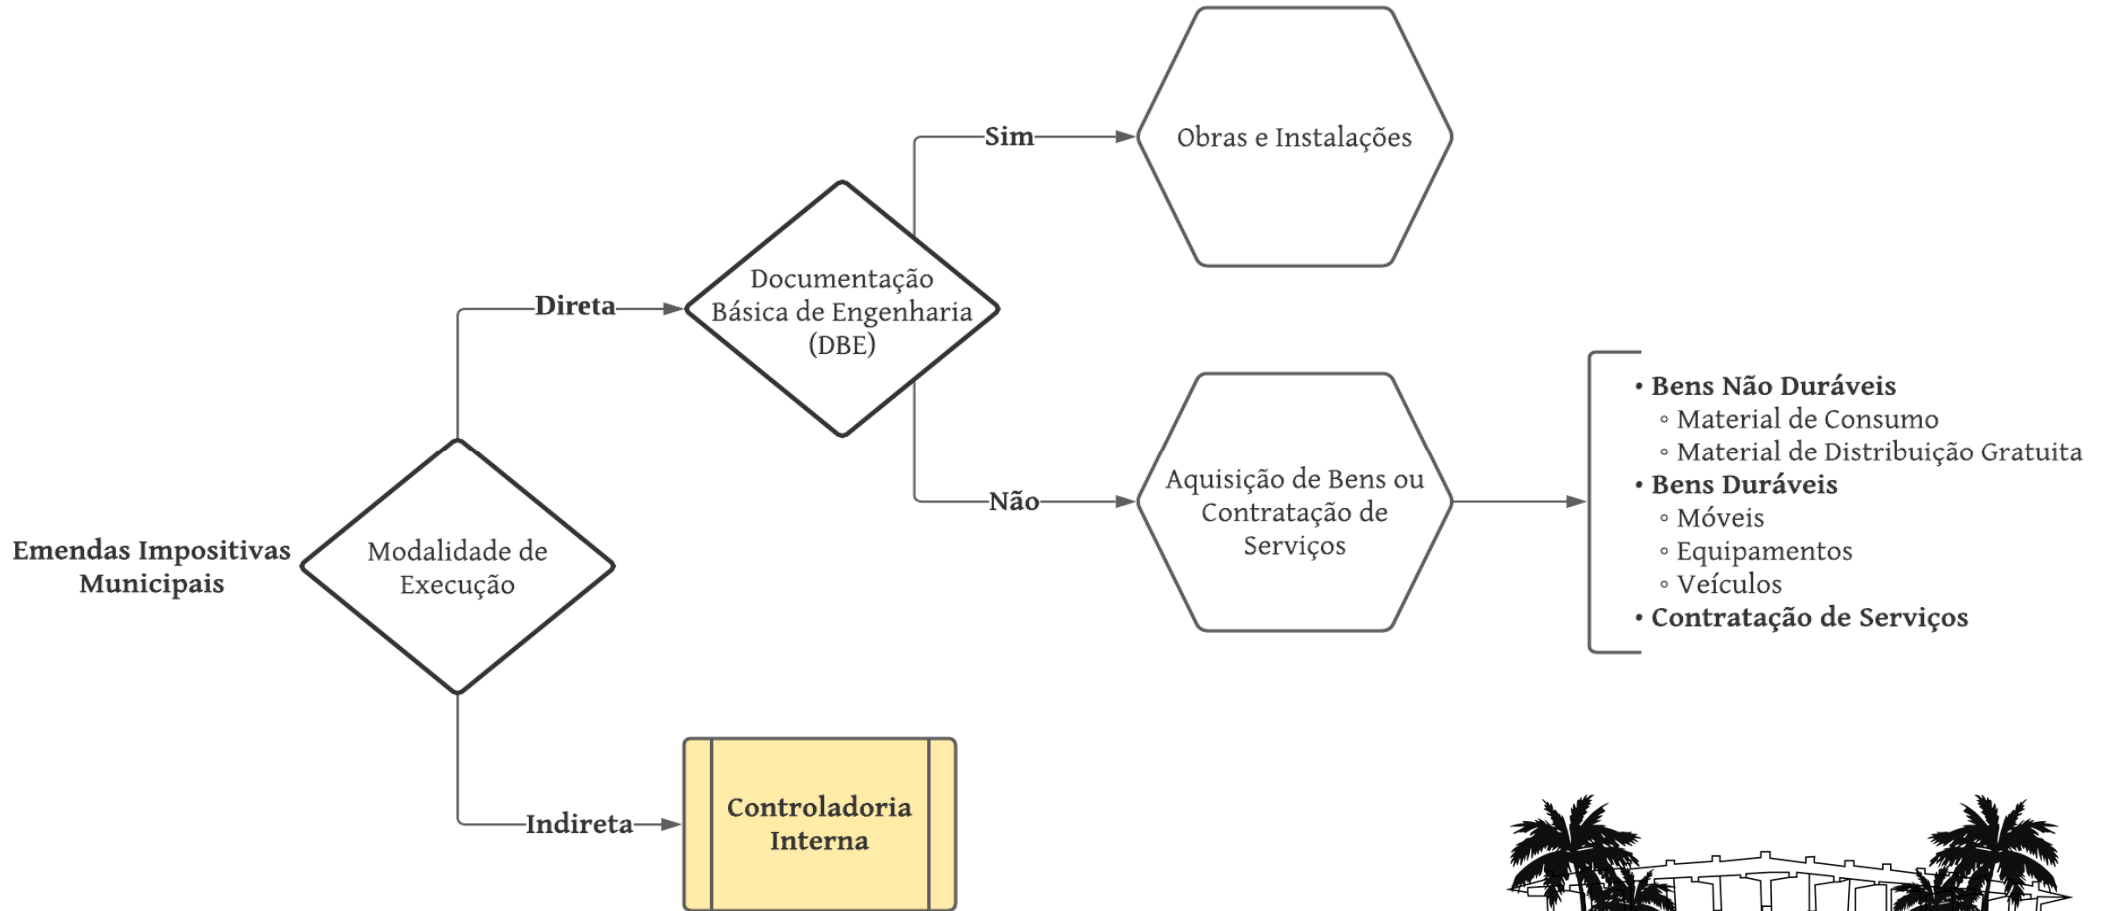 Emendas Impositivas
Municipais
Modalidade de
Execução
Direta
Documentação
Básica de Engenharia
(DBE)
Sim
Obras e Instalações
Não
Aquisição de Bens ou
Contratação de
Serviços
• Bens Não Duráveis
◦ Material de Consumo
◦ Material de Distribuição Gratuita
• Bens Duráveis
◦ Móveis
◦ Equipamentos
◦ Veículos
• Contratação de Serviços
Indireta
Controladoria
Interna